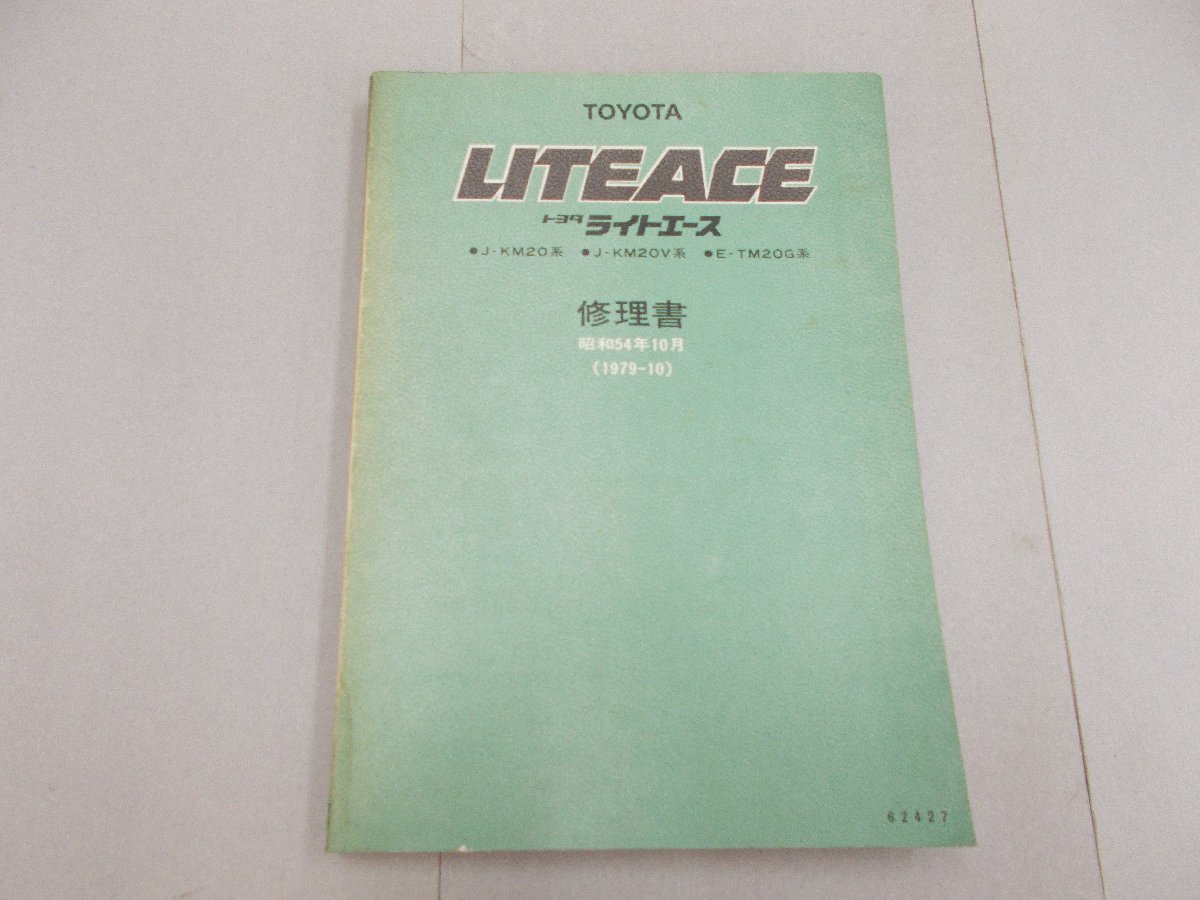 TOYOTA
LITEACE
トヨタ ライトエース
●J-KM20系 ●J-KM20V系 ●E-TM20G系
修理書
昭和54年10月
(1979-10)
62427